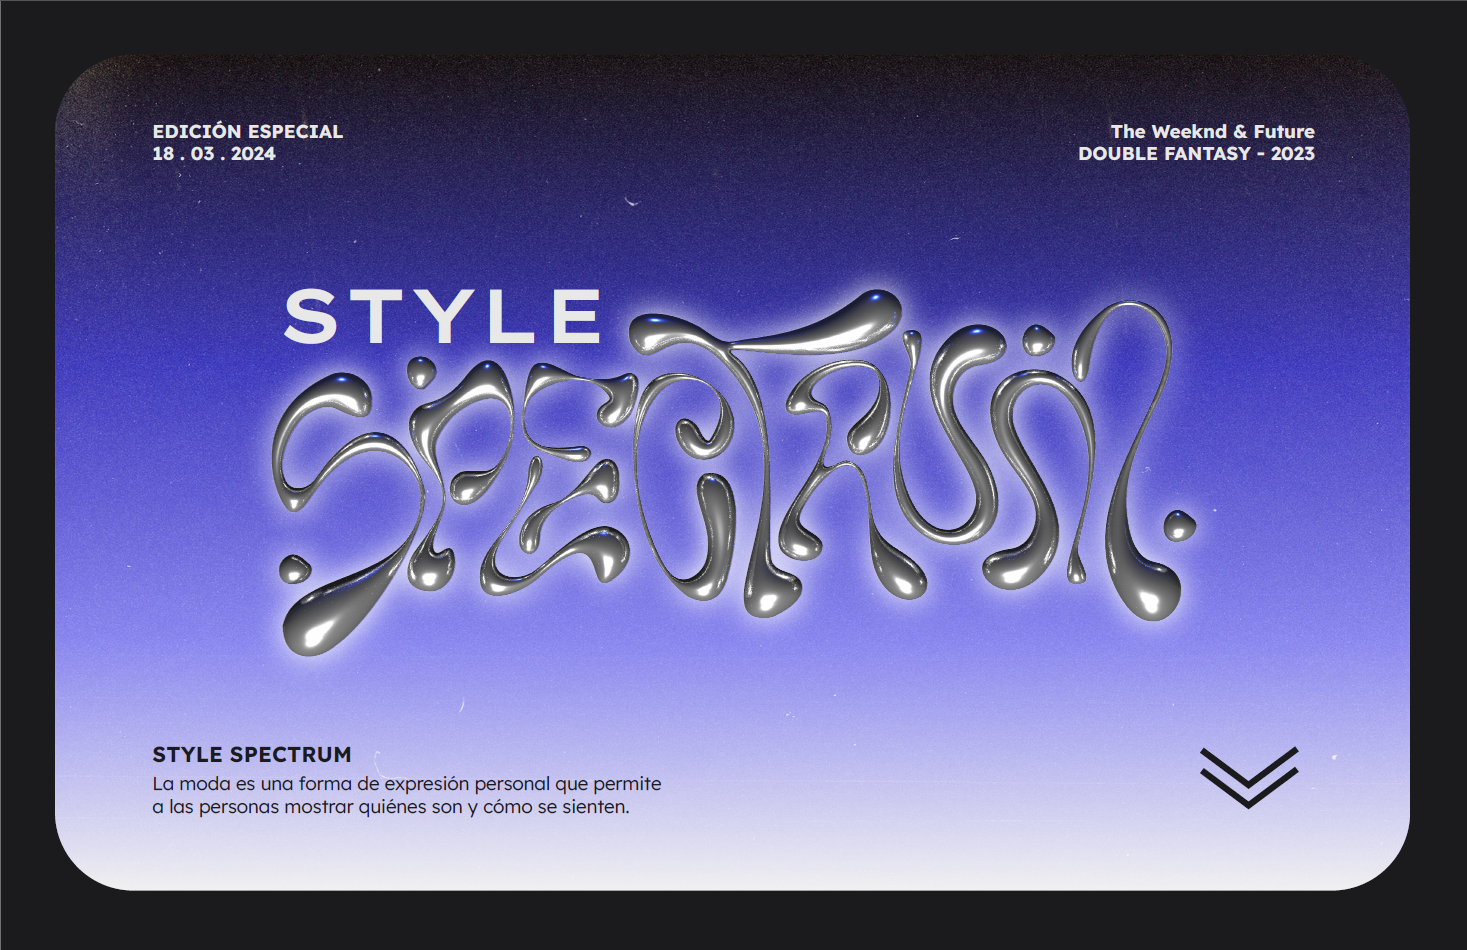 EDICIÓN ESPECIAL
18 . 03 . 2024
The Weeknd & Future
DOUBLE FANTASY - 2023
STYLE
SPECTRUM.
STYLE SPECTRUM
La moda es una forma de expresión personal que permite
a las personas mostrar quiénes son y cómo se sienten.